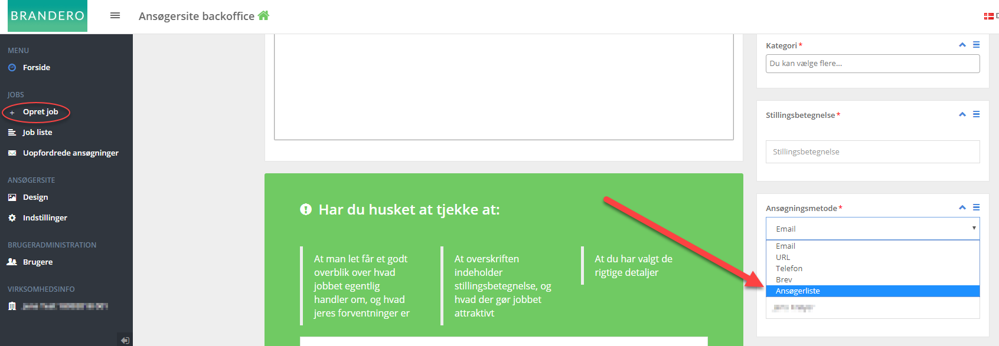 BRANDERO
Ansøgersite backoffice
D
MENU
Forside
JOBS
+ Opret job
Job liste
Uopfordrede ansøgninger
ANSØGERSITE
Design
Indstillinger
BRUGERADMINISTRATION
Brugere
VIRKSOMHEDSINFO
Har du husket at tjekke at:
At man let får et godt
overblik over hvad
jobbet egentlig
handler om, og hvad
jeres forventninger er
At overskriften
indeholder
stillingsbetegnelse, og
hvad der gør jobbet
attraktivt
At du har valgt de
rigtige detaljer
Kategori*
Du kan vælge flere...
Stillingsbetegnelse*
Stillingsbetegnelse
Ansøgningsmetode*
Email
Email
URL
Telefon
Brev
Ansøgerliste